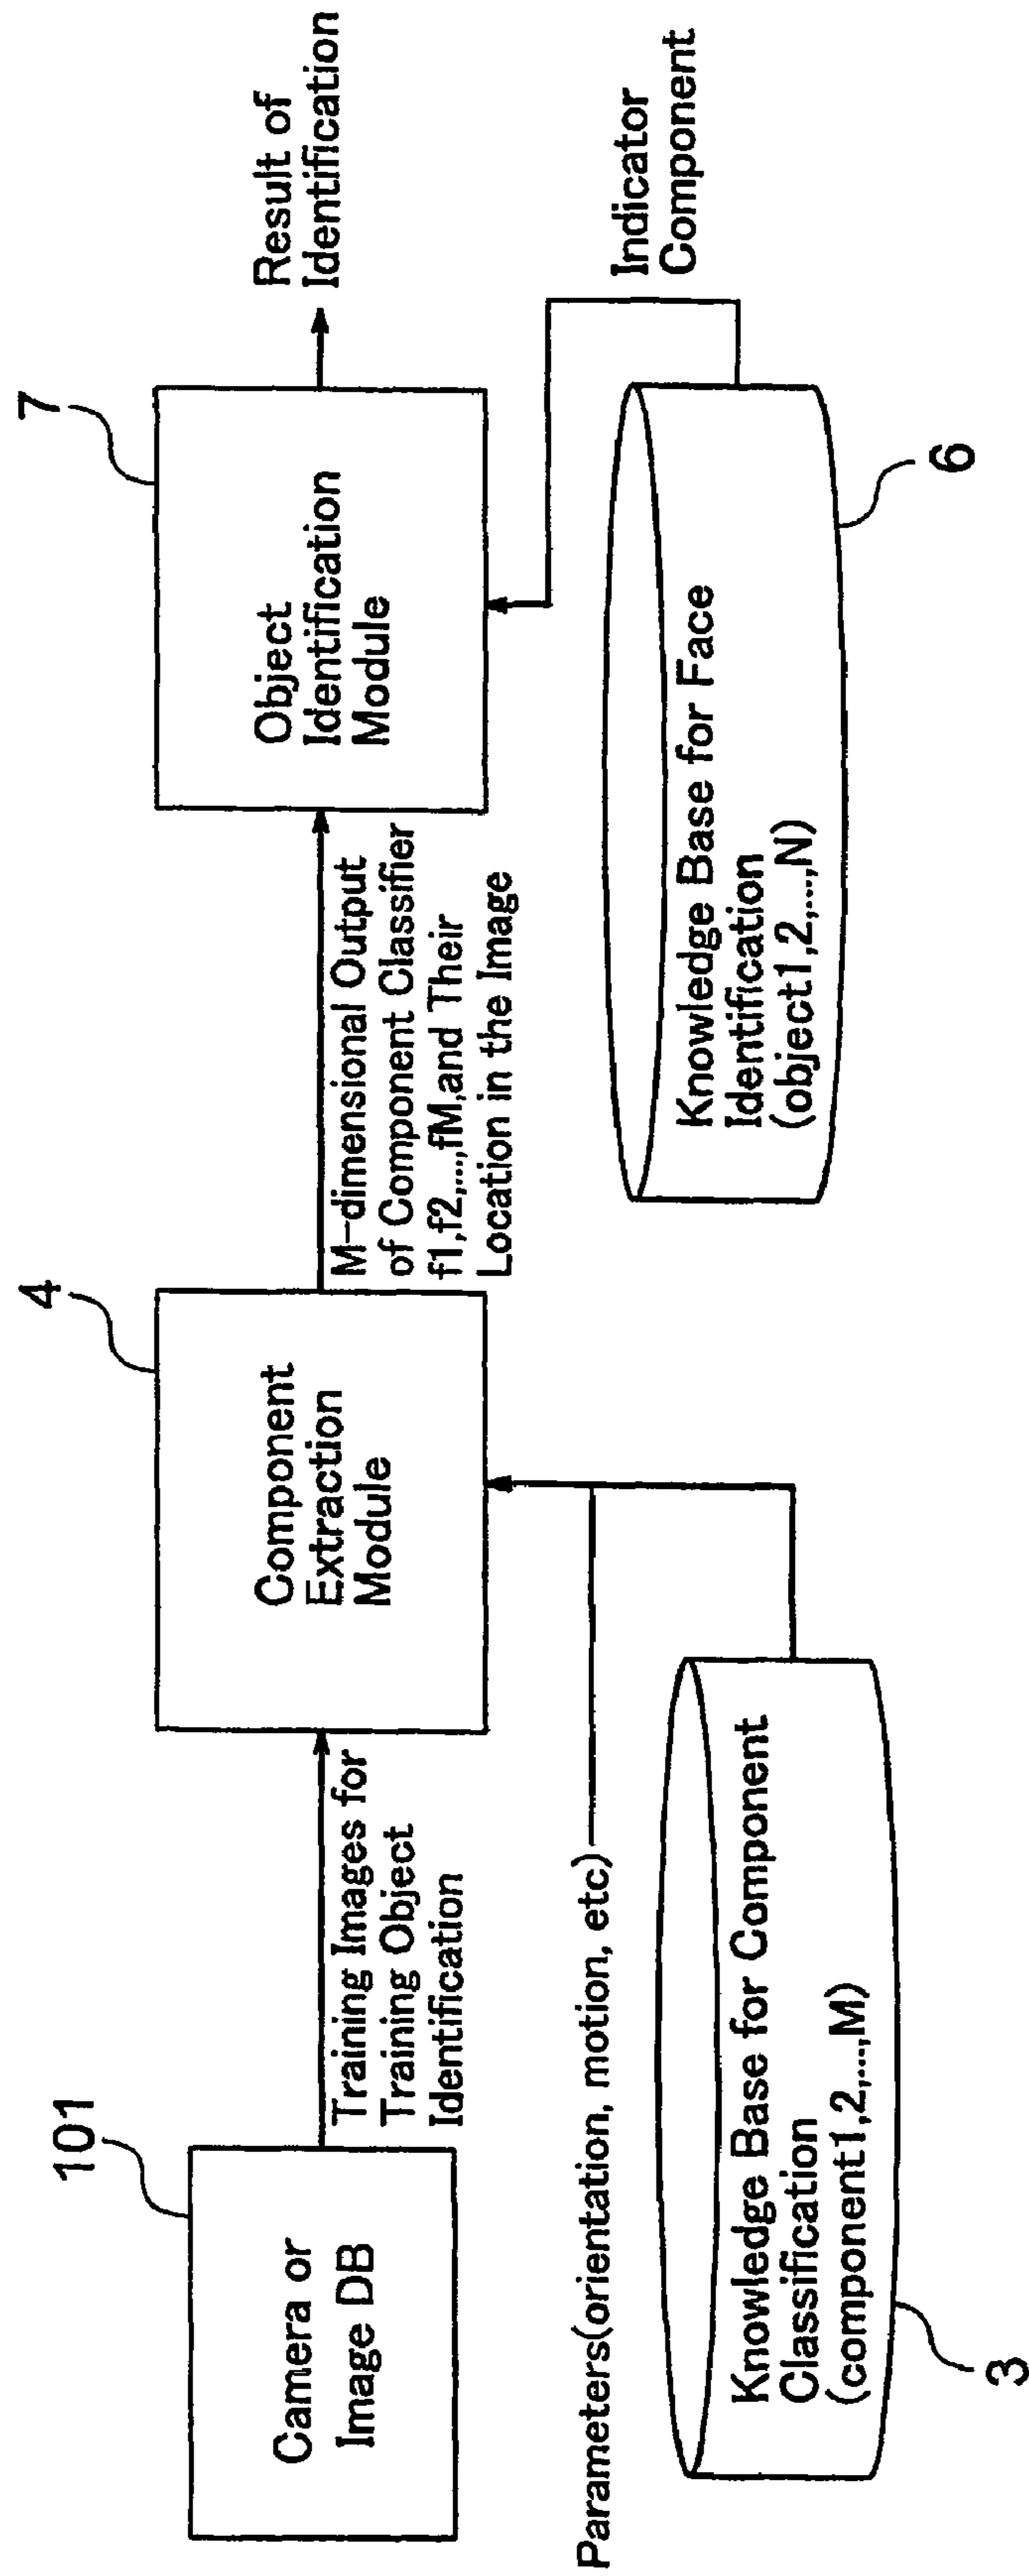 101
Camera or
Image DB
Training Images for
Training Object
Identification
4
Component
Extraction
Module
M-dimensional Output
of Component Classifier
f1,f2,...,fM,and Their
Location in the Image
7
Object
Identification
Module
Result of
Identification
Parameters(orientation, motion, etc)
Knowledge Base for Component
Classification
(component1,2,...,M)
3
Knowledge Base for Face
Identification
(object1,2,...,N)
6
Indicator
Component